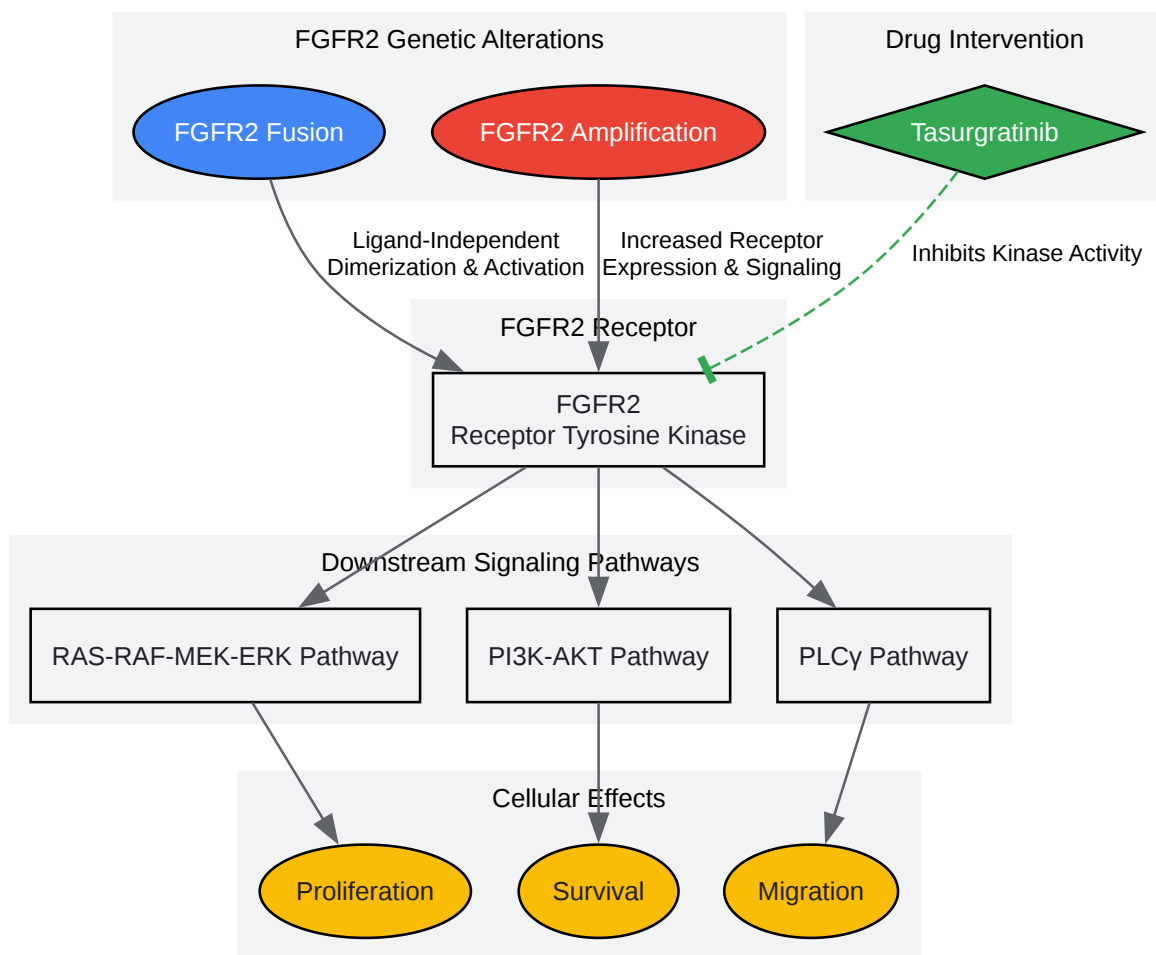 FGFR2 Genetic Alterations
Drug Intervention
FGFR2 Fusion
FGFR2 Amplification
Tasurgratinib
Ligand-Independent
Dimerization & Activation
Increased Receptor
Expression & Signaling
Inhibits Kinase Activity
FGFR2 Receptor
FGFR2
Receptor Tyrosine Kinase
Downstream Signaling Pathways
RAS-RAF-MEK-ERK Pathway
PI3K-AKT Pathway
PLCγ Pathway
Cellular Effects
Proliferation
Survival
Migration